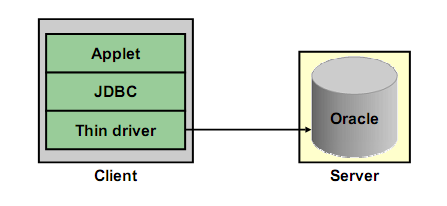 Applet
JDBC
Thin driver
Oracle
Client
Server